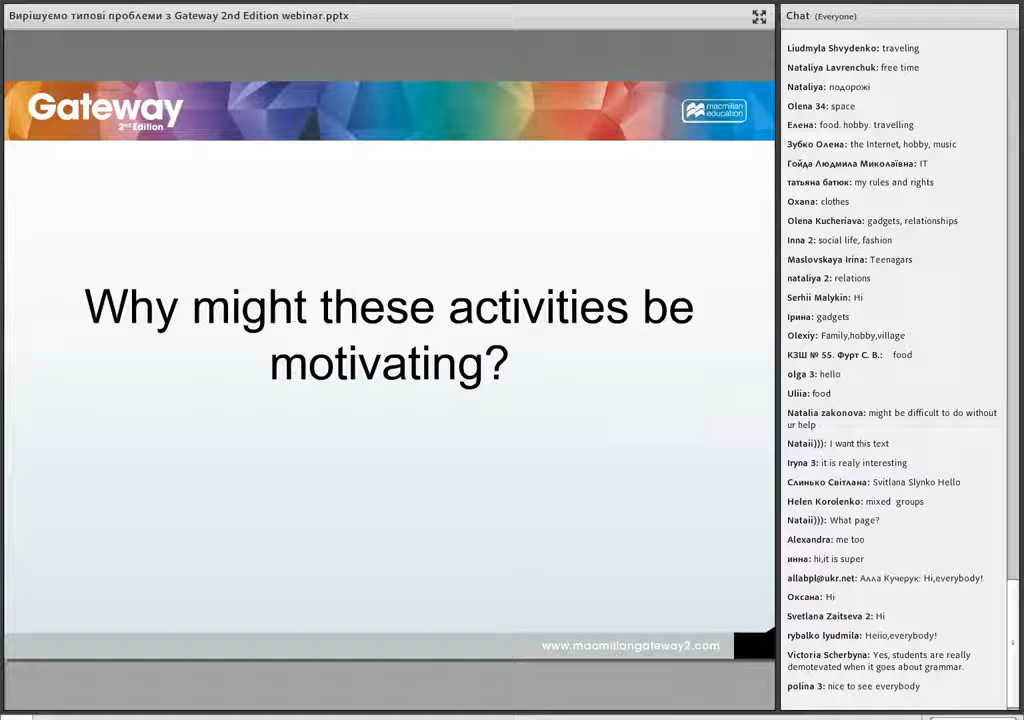 Вирішуємо типові проблеми з Gateway 2nd Edition webinar.pptx
Gateway
2nd Edition
macmillan
education
Why might these activities be
motivating?
www.macmillangateway2.com
Chat (Everyone)
Liudmyla Shvydenko: traveling
Nataliya Lavrenchuk: free time
Nataliya: подорожі
Olena 34: space
Елена: food. hobby. travelling
Зубко Олена: the Internet, hobby, music
Гойда Людмила Миколаївна: IT
татьяна батюк: my rules and rights
Oxana: clothes
Olena Kucheriava: gadgets, relationships
Inna 2: social life, fashion
Maslovskaya Irina: Teenagars
nataliya 2: relations
Serhii Malykin: Hi
Ірина: gadgets
Olexiy: Family,hobby,village
КЗШ № 55. Фурт С. В.: food
olga 3: hello
Uliia: food
Natalia zakonova: might be difficult to do without
ur help
Nataii))): I want this text
Iryna 3: it is realy interesting
Слинько Світлана: Svitlana Slynko Hello
Helen Korolenko: mixed groups
Nataii))): What page?
Alexandra: me too
инна: hi,it is super
allabpl@ukr.net: Алла Кучерук: Hi,everybody!
Оксана: Hi
Svetlana Zaitseva 2: Hi
rybalko lyudmila: Heiio,everybody!
Victoria Scherbyna: Yes, students are really
demotevated when it goes about grammar.
polina 3: nice to see everybody